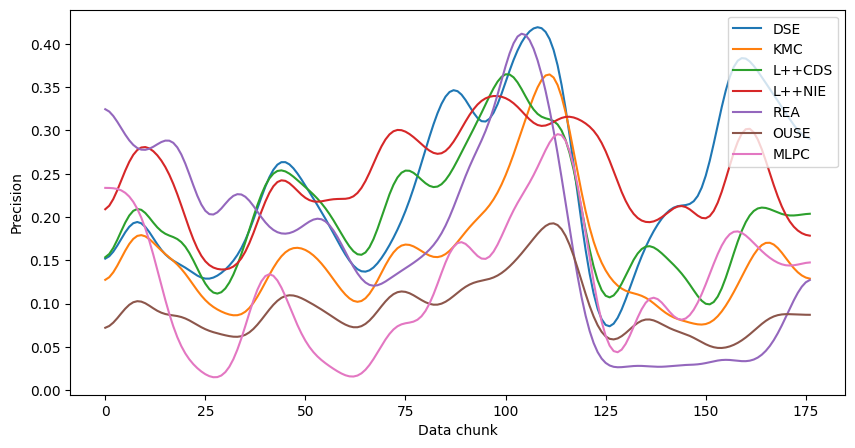 DSE
KMC
L++CDS
L++NIE
REA
OUSE
MLPC
Precision
0.40
0.35
0.30
0.25
0.20
0.15
0.10
0.05
0.00
0 25 50 75 100 125 150 175
Data chunk